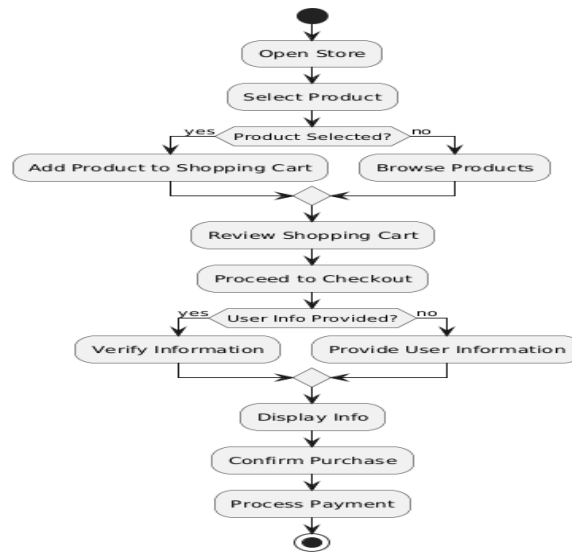 Open Store
Select Product
yes
Product Selected?
no
Add Product to Shopping Cart
Browse Products
Review Shopping Cart
Proceed to Checkout
yes
User Info Provided?
no
Verify Information
Provide User Information
Display Info
Confirm Purchase
Process Payment